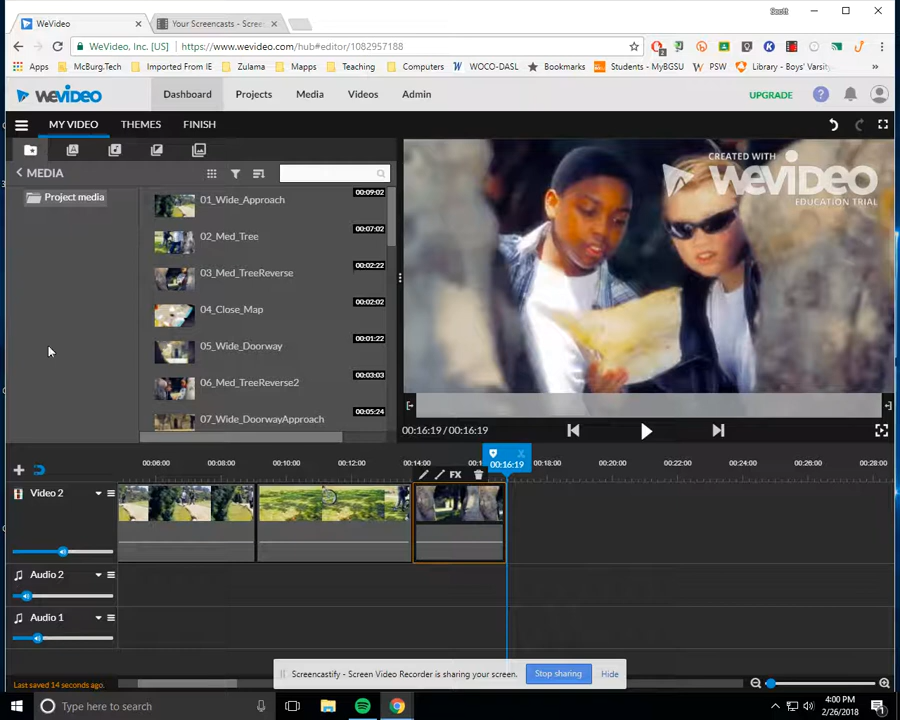 WeVideo
Your Screencasts - Scree
Scott
WeVideo, Inc. [US]
https://www.wevideo.com/hub#editor/1082957188
Apps
McBurg.Tech
Imported From IE
Zulama
Mapps
Teaching
Computers
WOCO-DASL
Bookmarks
Students - MyBGSU
PSW
Library - Boys' Varsity
»
wevideo
Dashboard
Projects
Media
Videos
Admin
UPGRADE
MY VIDEO
THEMES
FINISH
MEDIA
Project media
01_Wide_Approach
00:09:02
02_Med_Tree
00:07:02
03_Med_TreeReverse
00:02:22
04_Close_Map
00:02:02
05_Wide_Doorway
00:01:22
06_Med_TreeReverse2
00:03:03
07_Wide_DoorwayApproach
00:05:24
CREATED WITH
WEVIDEO
EDUCATION TRIAL
00:16:19 / 00:16:19
00:16:19
00:06:00
00:08:00
00:10:00
00:12:00
00:14:00
00:18:00
00:20:00
00:22:00
00:24:00
00:26:00
00:28:00
FX
Video 2
Audio 2
Audio 1
Last saved 14 seconds ago.
Screencastify - Screen Video Recorder is sharing your screen.
Stop sharing
Hide
Type here to search
4:00 PM
2/26/2018